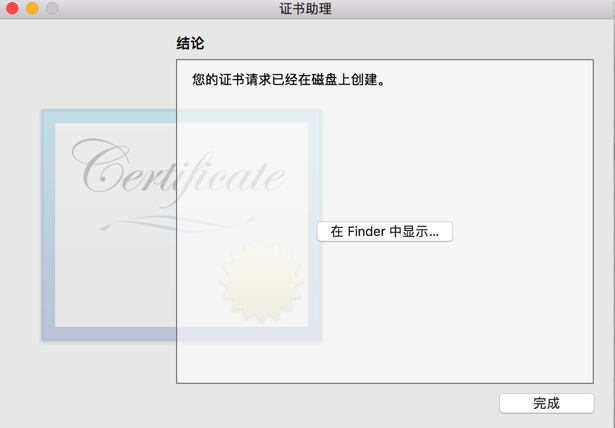 证书助理
结论
您的证书请求已经在磁盘上创建。
Certificate
在 Finder 中显示...
完成